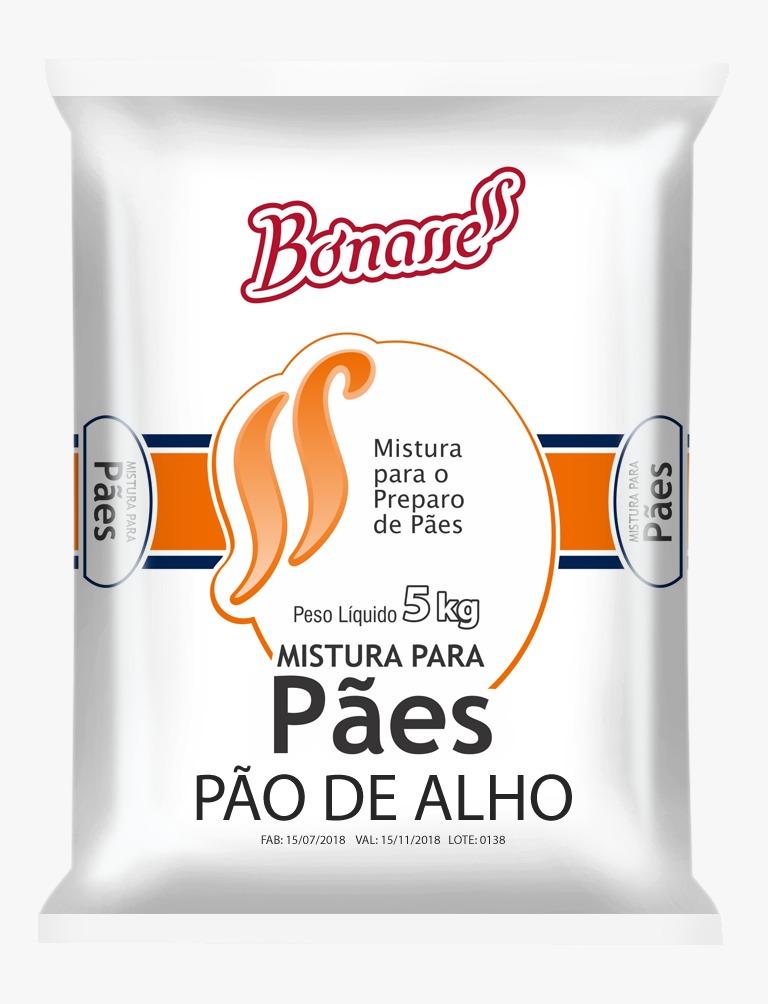 Bonasse
Mistura
para o
Preparo
de Pães
MISTURA PARA
Pães
MISTURA PARA
Pães
Peso Líquido 5 kg
MISTURA PARA
Pães
PÃO DE ALHO
FAB: 15/07/2018 VAL: 15/11/2018 LOTE: 0138